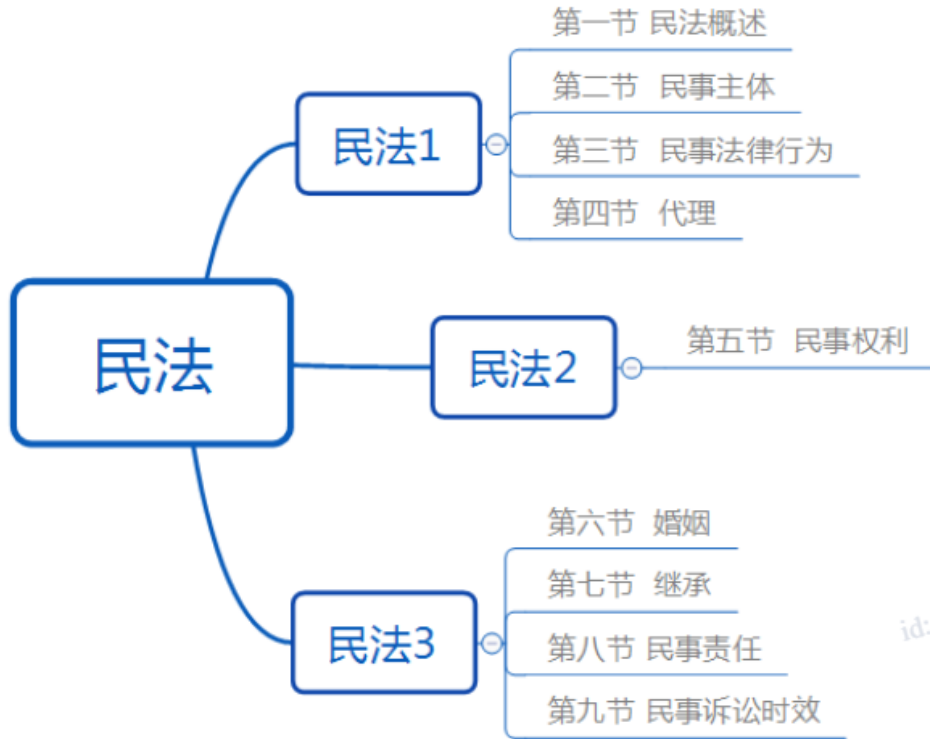 民法
民法1
第一节 民法概述
第二节 民事主体
第三节 民事法律行为
第四节 代理
民法2
第五节 民事权利
民法3
第六节 婚姻
第七节 继承
第八节 民事责任
第九节 民事诉讼时效
id: